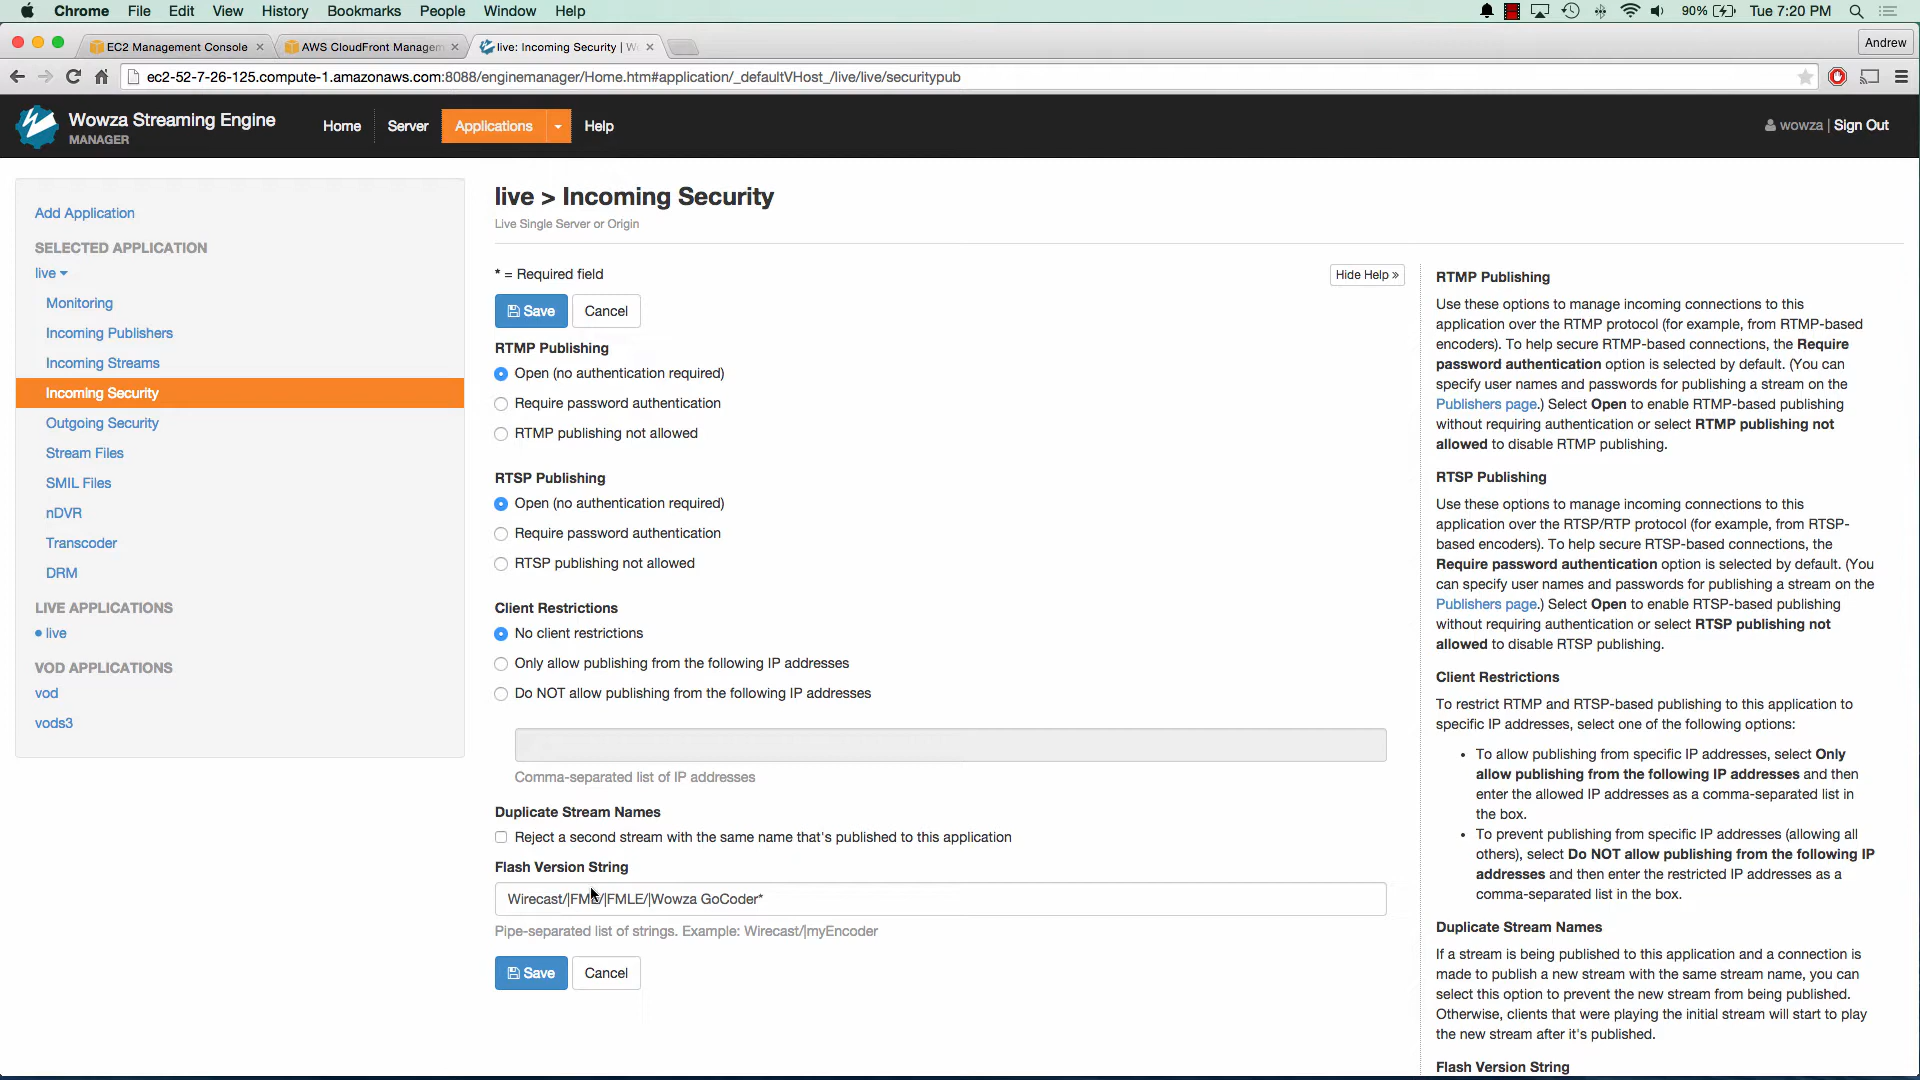 Chrome File Edit View History Bookmarks People Window Help 90% Tue 7:20 PM
EC2 Management Console AWS CloudFront Managem live: Incoming Security | W Andrew
ec2-52-7-26-125.compute-1.amazonaws.com:8088/enginemanager/Home.htm#application/_defaultVHost_/live/live/securitypub
Wowza Streaming Engine
MANAGER
Home Server Applications Help
wowza | Sign Out
Add Application
SELECTED APPLICATION
live
Monitoring
Incoming Publishers
Incoming Streams
Incoming Security
Outgoing Security
Stream Files
SMIL Files
nDVR
Transcoder
DRM
LIVE APPLICATIONS
• live
VOD APPLICATIONS
vod
vods3
live > Incoming Security
Live Single Server or Origin
* = Required field
Hide Help »
Save Cancel
RTMP Publishing
Open (no authentication required)
Require password authentication
RTMP publishing not allowed
RTSP Publishing
Open (no authentication required)
Require password authentication
RTSP publishing not allowed
Client Restrictions
No client restrictions
Only allow publishing from the following IP addresses
Do NOT allow publishing from the following IP addresses
Comma-separated list of IP addresses
Duplicate Stream Names
Reject a second stream with the same name that's published to this application
Flash Version String
Wirecast/|FME/|FMLE/|Wowza GoCoder*
Pipe-separated list of strings. Example: Wirecast/|myEncoder
Save Cancel
RTMP Publishing
Use these options to manage incoming connections to this
application over the RTMP protocol (for example, from RTMP-based
encoders). To help secure RTMP-based connections, the Require
password authentication option is selected by default. (You can
specify user names and passwords for publishing a stream on the
Publishers page.) Select Open to enable RTMP-based publishing
without requiring authentication or select RTMP publishing not
allowed to disable RTMP publishing.
RTSP Publishing
Use these options to manage incoming connections to this
application over the RTSP/RTP protocol (for example, from RTSP-
based encoders). To help secure RTSP-based connections, the
Require password authentication option is selected by default. (You
can specify user names and passwords for publishing a stream on the
Publishers page.) Select Open to enable RTSP-based publishing
without requiring authentication or select RTSP publishing not
allowed to disable RTSP publishing.
Client Restrictions
To restrict RTMP and RTSP-based publishing to this application to
specific IP addresses, select one of the following options:
• To allow publishing from specific IP addresses, select Only
allow publishing from the following IP addresses and then
enter the allowed IP addresses as a comma-separated list in
the box.
• To prevent publishing from specific IP addresses (allowing all
others), select Do NOT allow publishing from the following IP
addresses and then enter the restricted IP addresses as a
comma-separated list in the box.
Duplicate Stream Names
If a stream is being published to this application and a connection is
made to publish a new stream with the same stream name, you can
select this option to prevent the new stream from being published.
Otherwise, clients that were playing the initial stream will start to play
the new stream after it's published.
Flash Version String